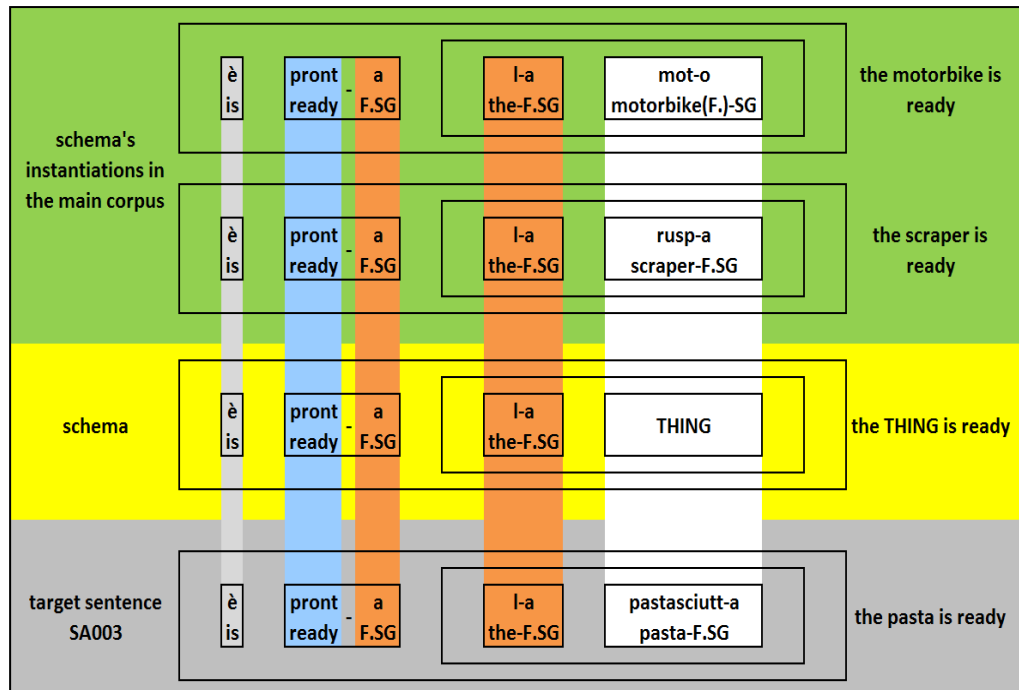 schema's
instantiations in
the main corpus
è pront - a l-a mot-o
is ready F.SG the-F.SG motorbike(F.)-SG
the motorbike is
ready
è pront - a l-a rusp-a
is ready F.SG the-F.SG scraper-F.SG
the scraper is
ready
schema
è pront - a l-a THING
is ready F.SG the-F.SG
the THING is ready
target sentence
SA003
è pront - a l-a pastasciutt-a
is ready F.SG the-F.SG pasta-F.SG
the pasta is ready